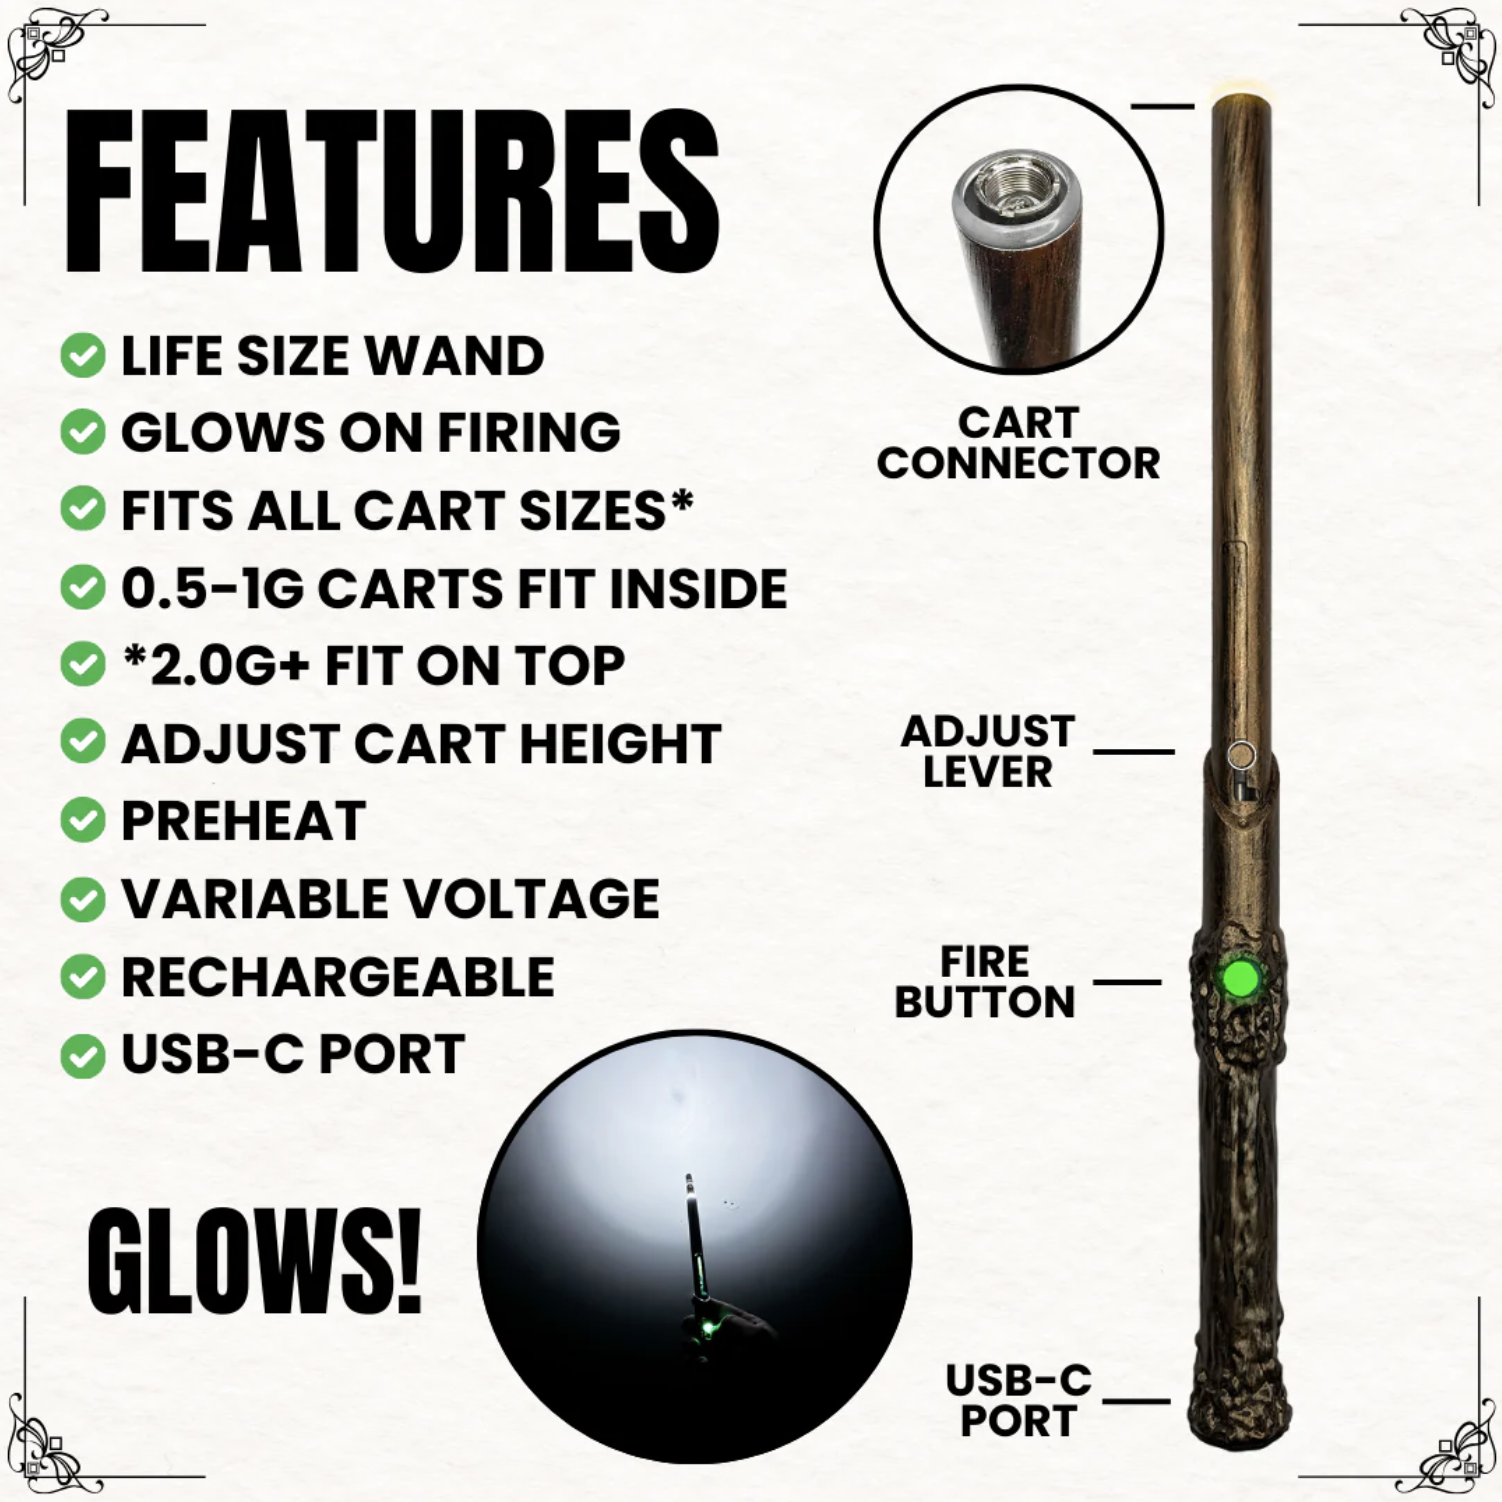 FEATURES
LIFE SIZE WAND
GLOWS ON FIRING
FITS ALL CART SIZES*
0.5-1G CARTS FIT INSIDE
*2.0G+ FIT ON TOP
ADJUST CART HEIGHT
PREHEAT
VARIABLE VOLTAGE
RECHARGEABLE
USB-C PORT
GLOWS!
CART
CONNECTOR
ADJUST
LEVER
FIRE
BUTTON
USB-C
PORT